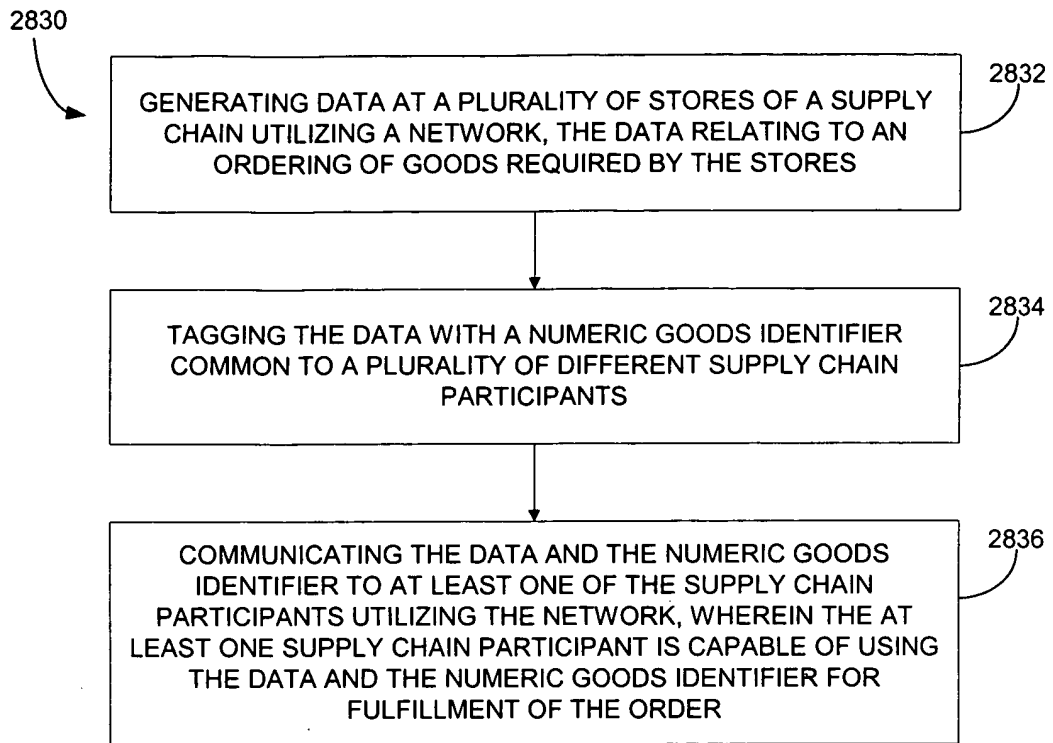 2830
2832
GENERATING DATA AT A PLURALITY OF STORES OF A SUPPLY
CHAIN UTILIZING A NETWORK, THE DATA RELATING TO AN
ORDERING OF GOODS REQUIRED BY THE STORES
2834
TAGGING THE DATA WITH A NUMERIC GOODS IDENTIFIER
COMMON TO A PLURALITY OF DIFFERENT SUPPLY CHAIN
PARTICIPANTS
2836
COMMUNICATING THE DATA AND THE NUMERIC GOODS
IDENTIFIER TO AT LEAST ONE OF THE SUPPLY CHAIN
PARTICIPANTS UTILIZING THE NETWORK, WHEREIN THE AT
LEAST ONE SUPPLY CHAIN PARTICIPANT IS CAPABLE OF USING
THE DATA AND THE NUMERIC GOODS IDENTIFIER FOR
FULFILLMENT OF THE ORDER